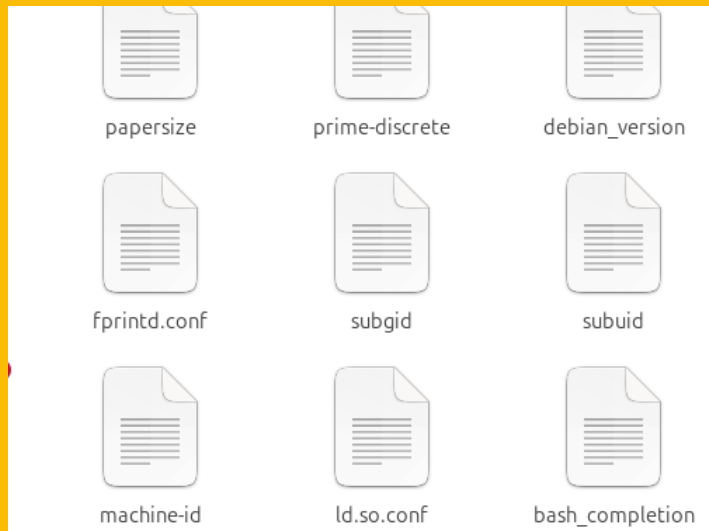 papersize prime-discrete debian_version
fprintd.conf subgid subuid
machine-id ld.so.conf bash_completion